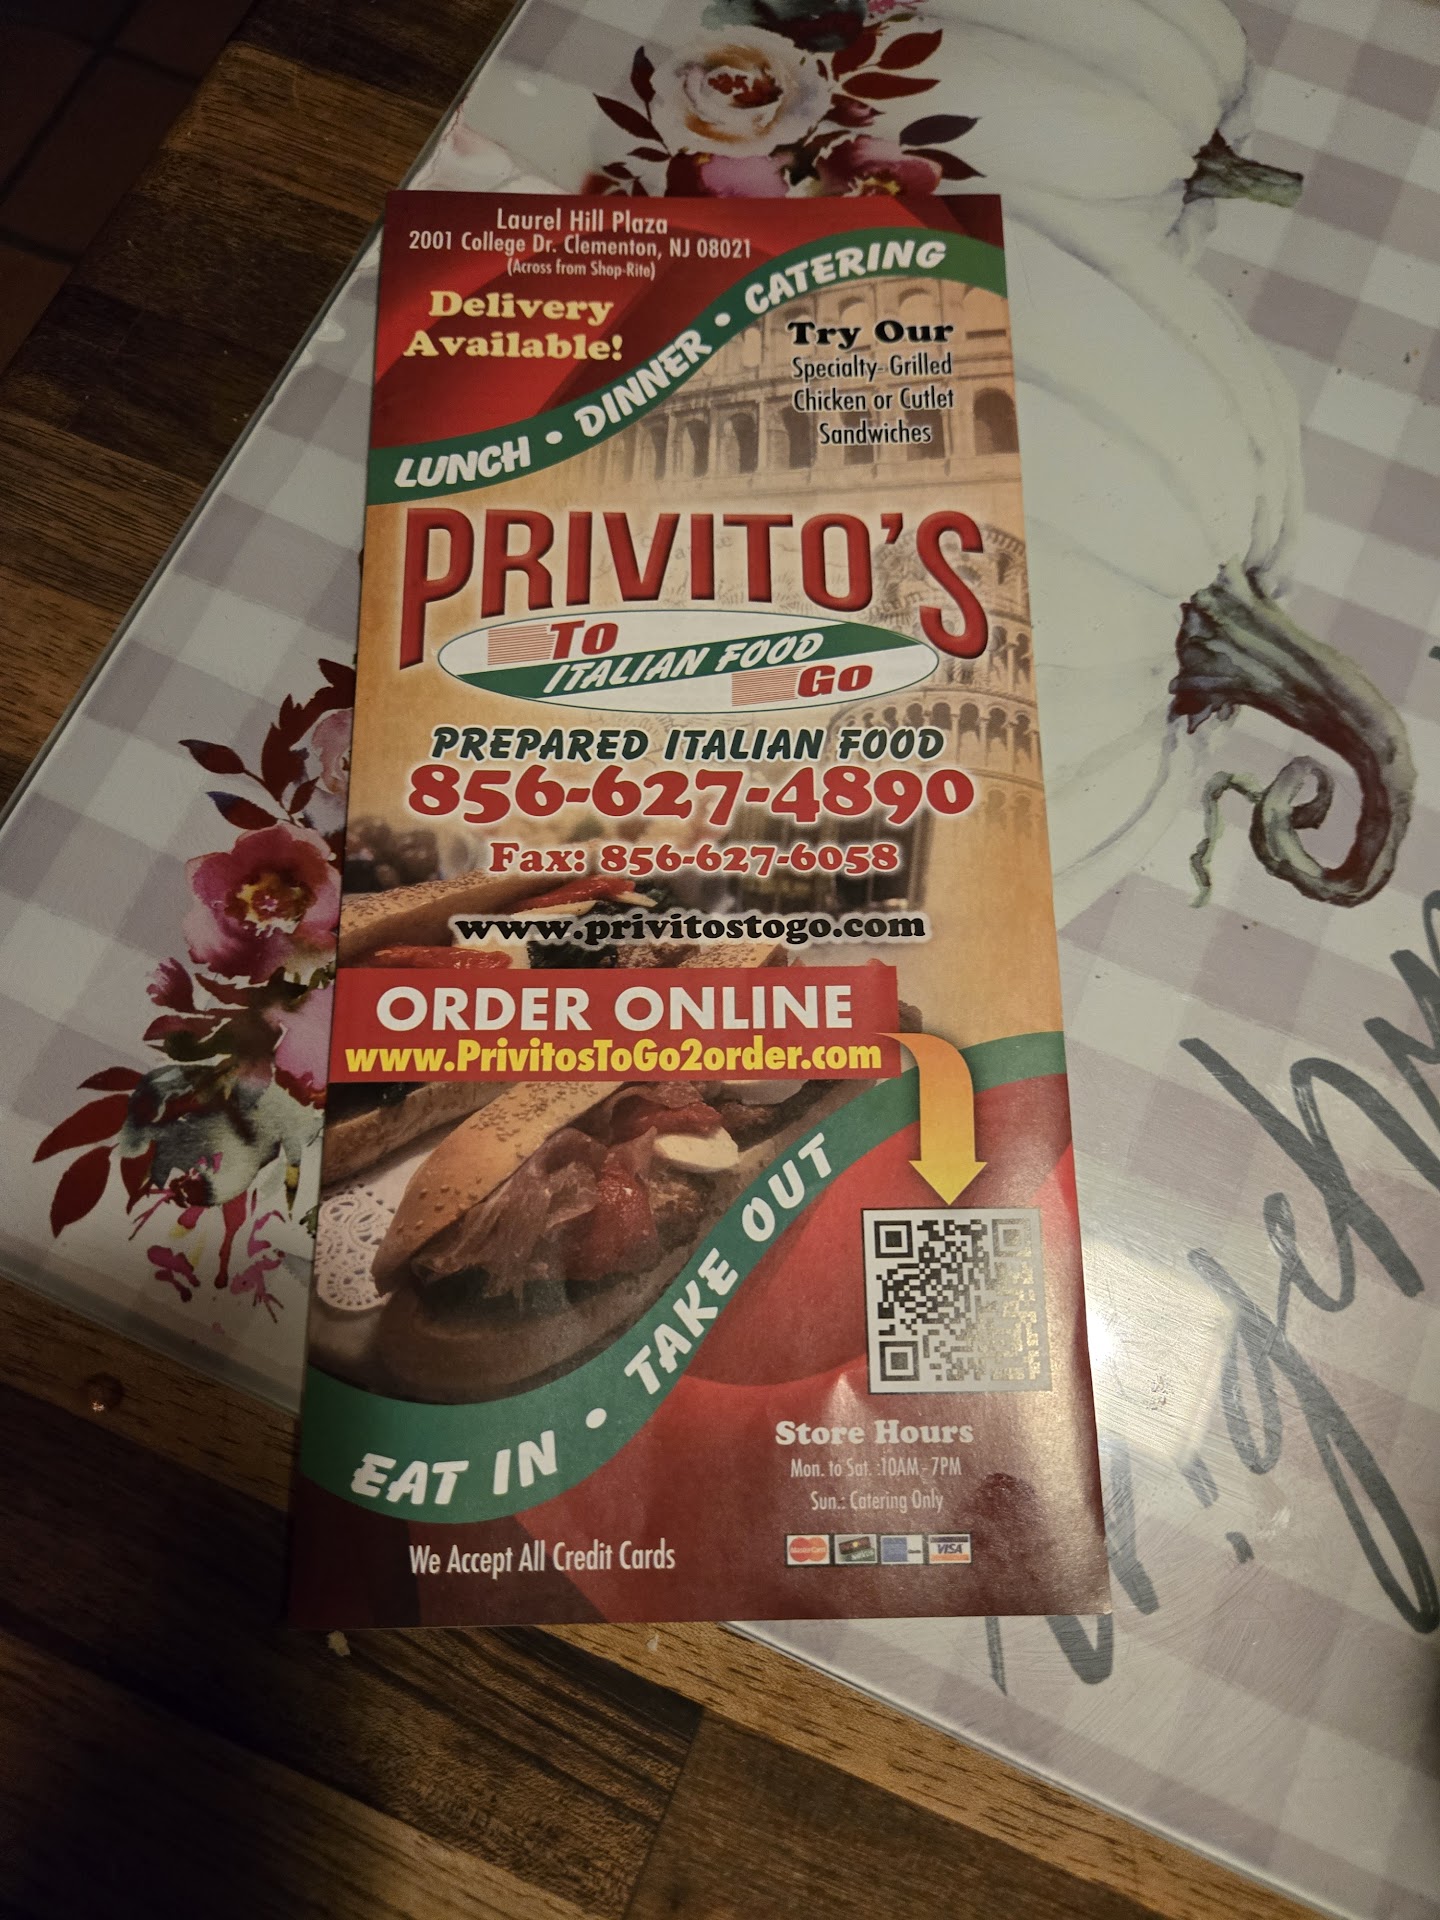 Laurel Hill Plaza
2001 College Dr. Clementon, NJ 08021
(Across from Shop-Rite)
Delivery
Available!
LUNCH • DINNER • CATERING
Try Our
Specialty- Grilled
Chicken or Cutlet
Sandwiches
PRIVITO'S
TO
ITALIAN FOOD
GO
PREPARED ITALIAN FOOD
856-627-4890
Fax: 856-627-6058
www.privitostogo.com
ORDER ONLINE
www.PrivitosToGo2order.com
EAT IN • TAKE OUT
Store Hours
Mon. to Sat. :10AM - 7PM
Sun.: Catering Only
We Accept All Credit Cards
MasterCard
VISA